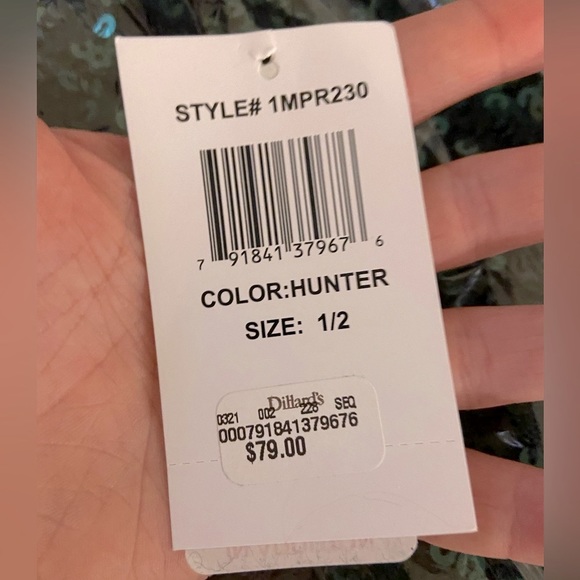 STYLE# 1MPR230
7 91841 37967 6
COLOR:HUNTER
SIZE: 1/2
Dillard's
0321 002 228 SEQ
000791841379676
$79.00